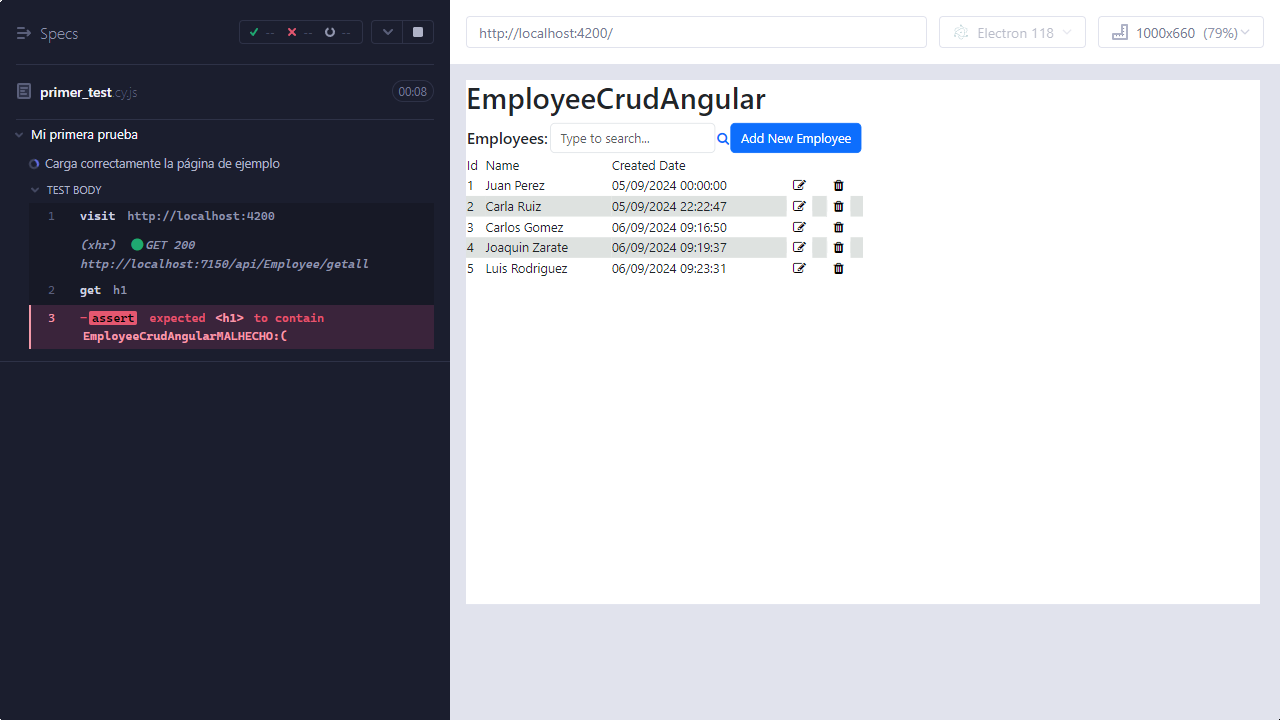 Specs
-- -- --
primer_test.cy.js 00:08
Mi primera prueba
Carga correctamente la página de ejemplo
TEST BODY
1 visit http://localhost:4200
(xhr) GET 200
http://localhost:7150/api/Employee/getall
2 get h1
3 -assert expected <h1> to contain
EmployeeCrudAngularMALHECHO:(
http://localhost:4200/ Electron 118 1000x660 (79%)
EmployeeCrudAngular
Employees: Type to search... Add New Employee
Id Name Created Date
1 Juan Perez 05/09/2024 00:00:00
2 Carla Ruiz 05/09/2024 22:22:47
3 Carlos Gomez 06/09/2024 09:16:50
4 Joaquin Zarate 06/09/2024 09:19:37
5 Luis Rodriguez 06/09/2024 09:23:31